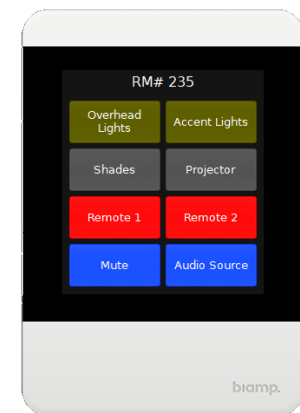 RM# 235
Overhead
Lights
Accent Lights
Shades
Projector
Remote 1
Remote 2
Mute
Audio Source
biamp.